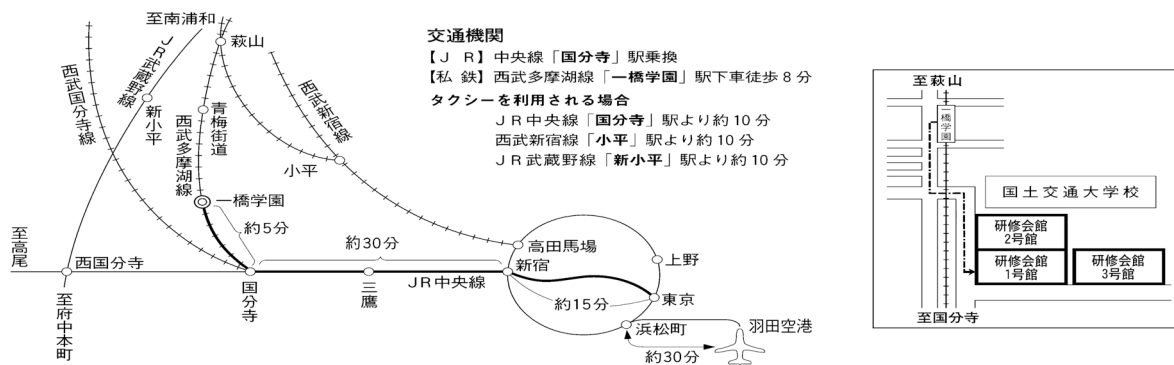 交通機関
【ＪＲ】中央線「国分寺」駅乗換
【私鉄】西武多摩湖線「一橋学園」駅下車徒歩８分
タクシーを利用される場合
ＪＲ中央線「国分寺」駅より約10分
西武新宿線「小平」駅より約10分
ＪＲ武蔵野線「新小平」駅より約10分
至南浦和
萩山
ＪＲ武蔵野線
西武国分寺線
新小平
青梅街道
西武多摩湖線
西武新宿線
小平
一橋学園
約5分
約30分
至高尾
西国分寺
至府中本町
国分寺
三鷹
ＪＲ中央線
高田馬場
新宿
上野
東京
約15分
浜松町
羽田空港
約30分
至萩山
一橋学園
国土交通大学校
研修会館
2号館
研修会館
1号館
研修会館
3号館
至国分寺